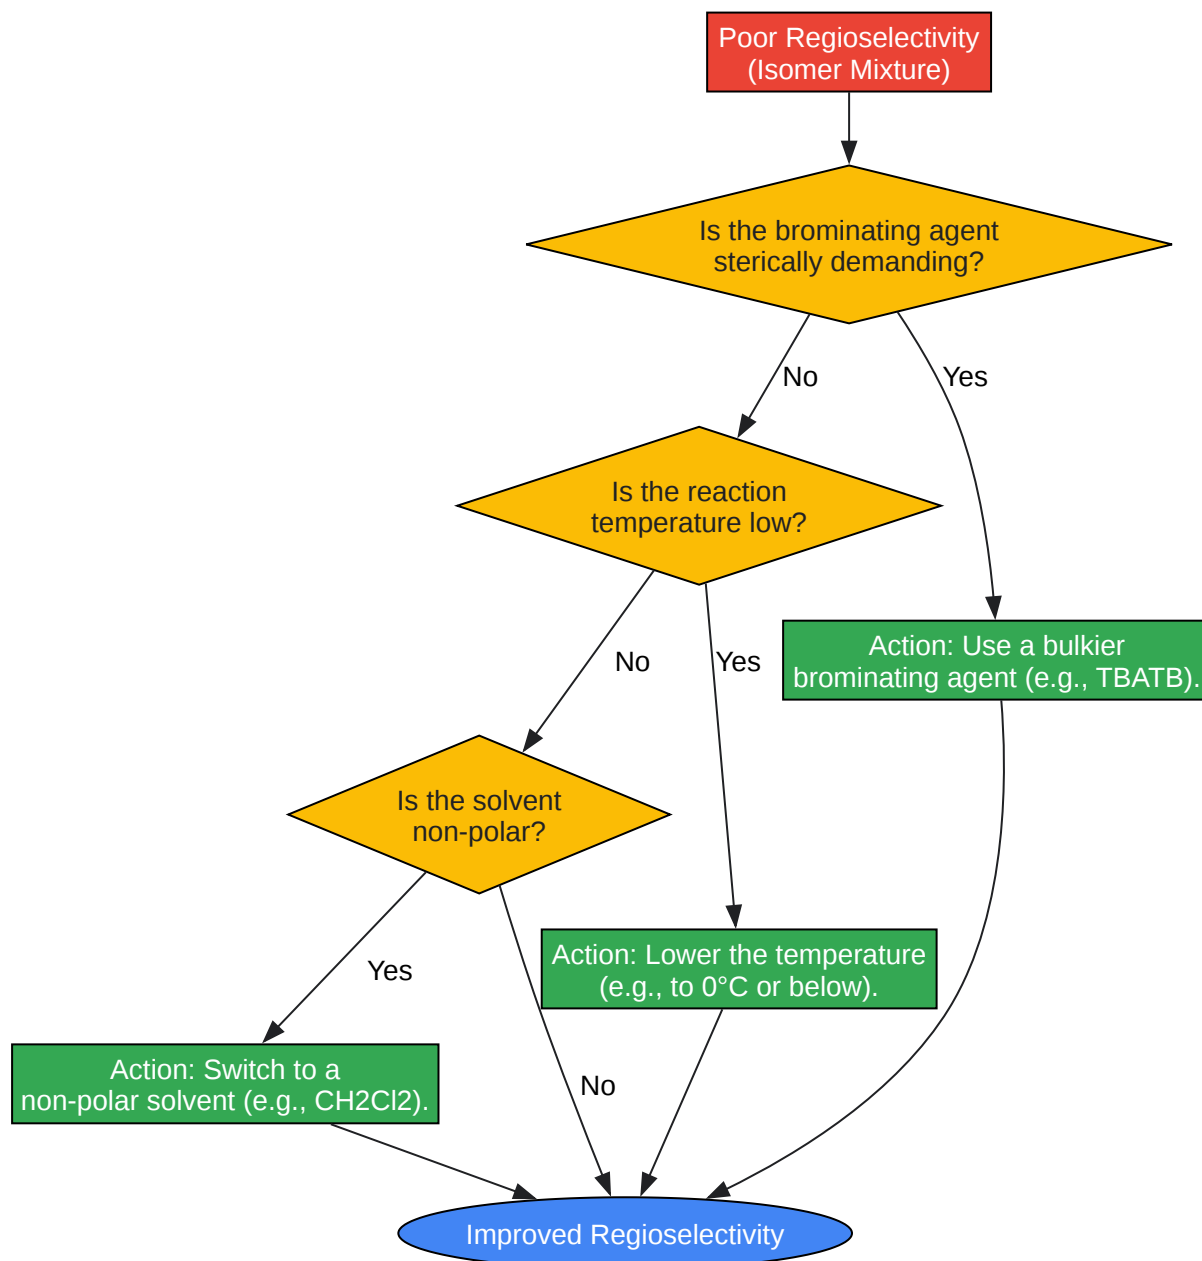 Poor Regioselectivity
(Isomer Mixture)
Is the brominating agent
sterically demanding?
No
Yes
Is the reaction
temperature low?
No
Yes
Action: Use a bulkier
brominating agent (e.g., TBATB).
Is the solvent
non-polar?
Yes
No
Action: Lower the temperature
(e.g., to 0°C or below).
Action: Switch to a
non-polar solvent (e.g., CH2Cl2).
Improved Regioselectivity